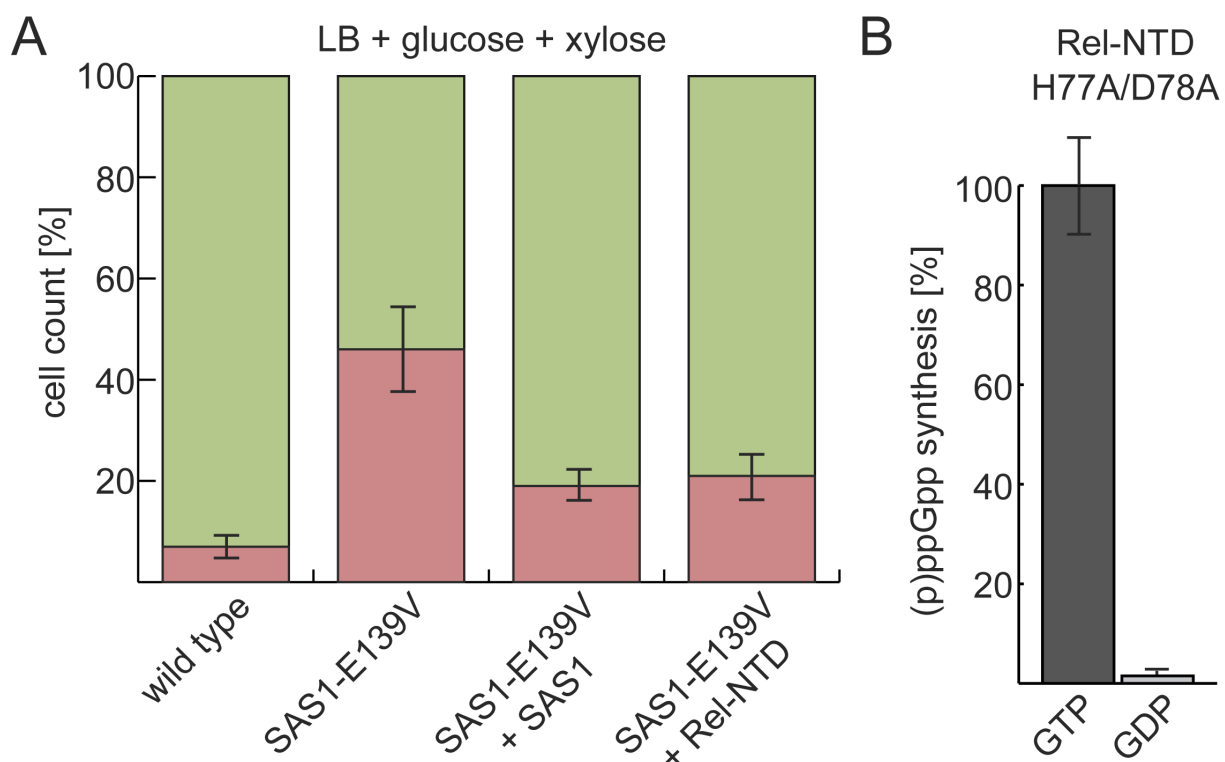 A
LB + glucose + xylose
100
80
60
40
20
cell count [%]
wild type
SAS1-E139V
SAS1-E139V
+ SAS1
SAS1-E139V
+ Rel-NTD
B
Rel-NTD
H77A/D78A
100
80
60
40
20
(p)ppGpp synthesis [%]
GTP
GDP